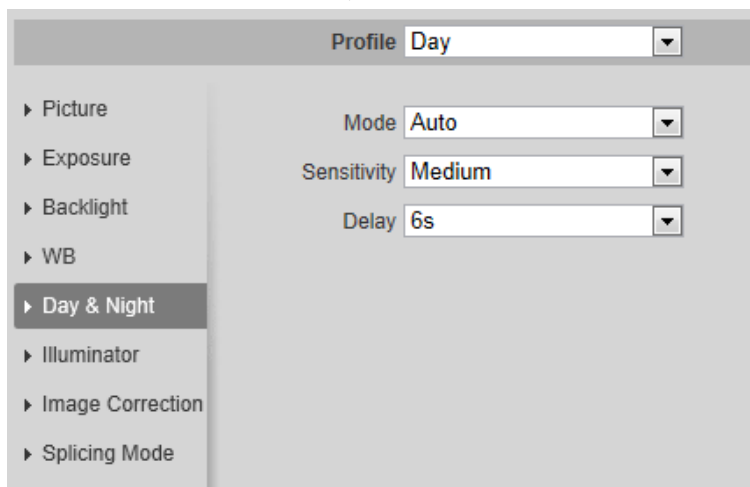 Profile Day
Picture
Mode Auto
Exposure
Sensitivity Medium
Backlight
Delay 6s
WB
Day & Night
Illuminator
Image Correction
Splicing Mode